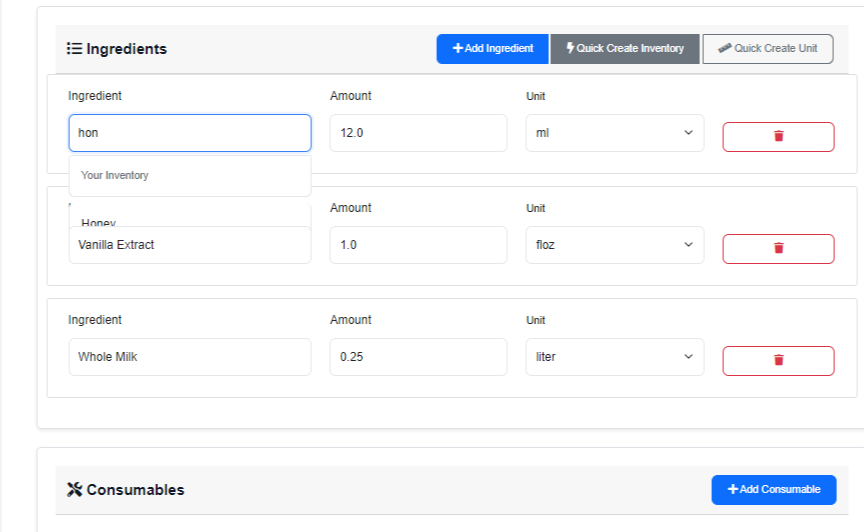 Ingredients
Add Ingredient
Quick Create Inventory
Quick Create Unit
Ingredient Amount Unit
hon 12.0 ml
Your Inventory
Amount Unit
Honey
Vanilla Extract 1.0 floz
Ingredient Amount Unit
Whole Milk 0.25 liter
Consumables
Add Consumable